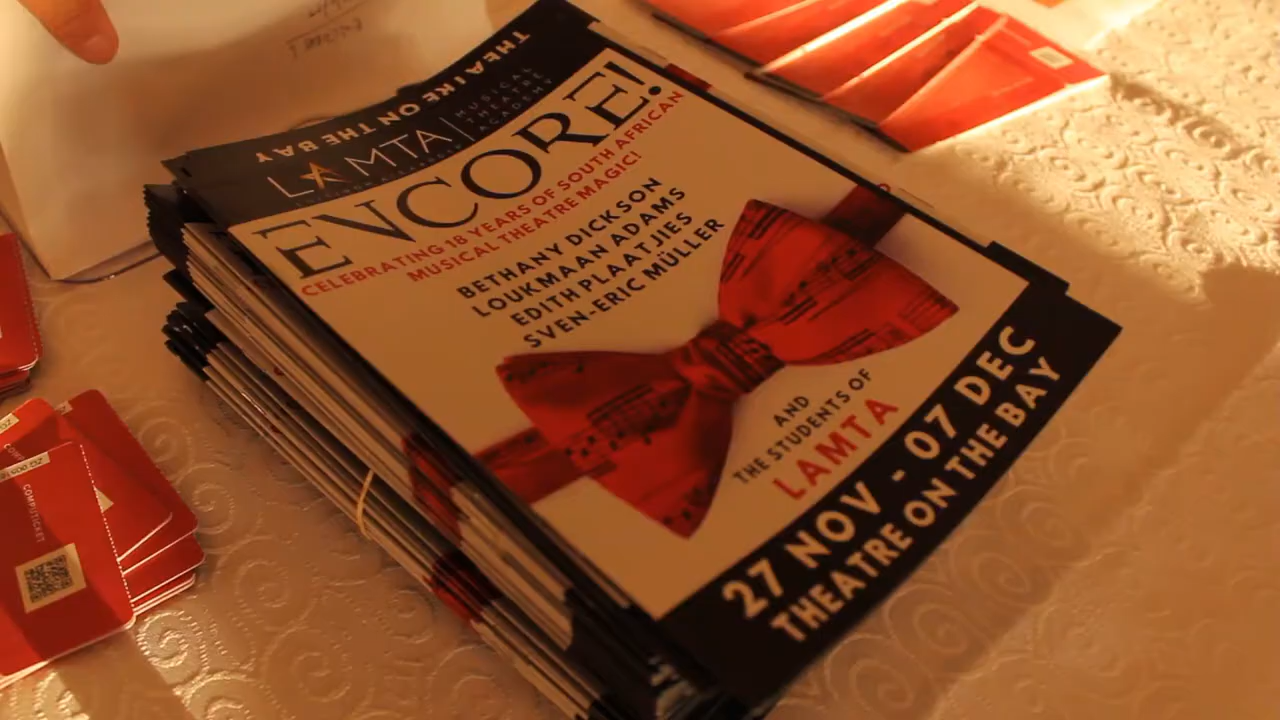 THEATRE ON THE BAY
LAMTA
MUSICAL
THEATRE
ACADEMY
ENCORE!
CELEBRATING 18 YEARS OF SOUTH AFRICAN
MUSICAL THEATRE MAGIC!
BETHANY DICKSON
LOUKMAAN ADAMS
EDITH PLAATJIES
SVEN-ERIC MÜLLER
AND
THE STUDENTS OF
LAMTA
27 NOV - 07 DEC
THEATRE ON THE BAY
COMPUTICKET